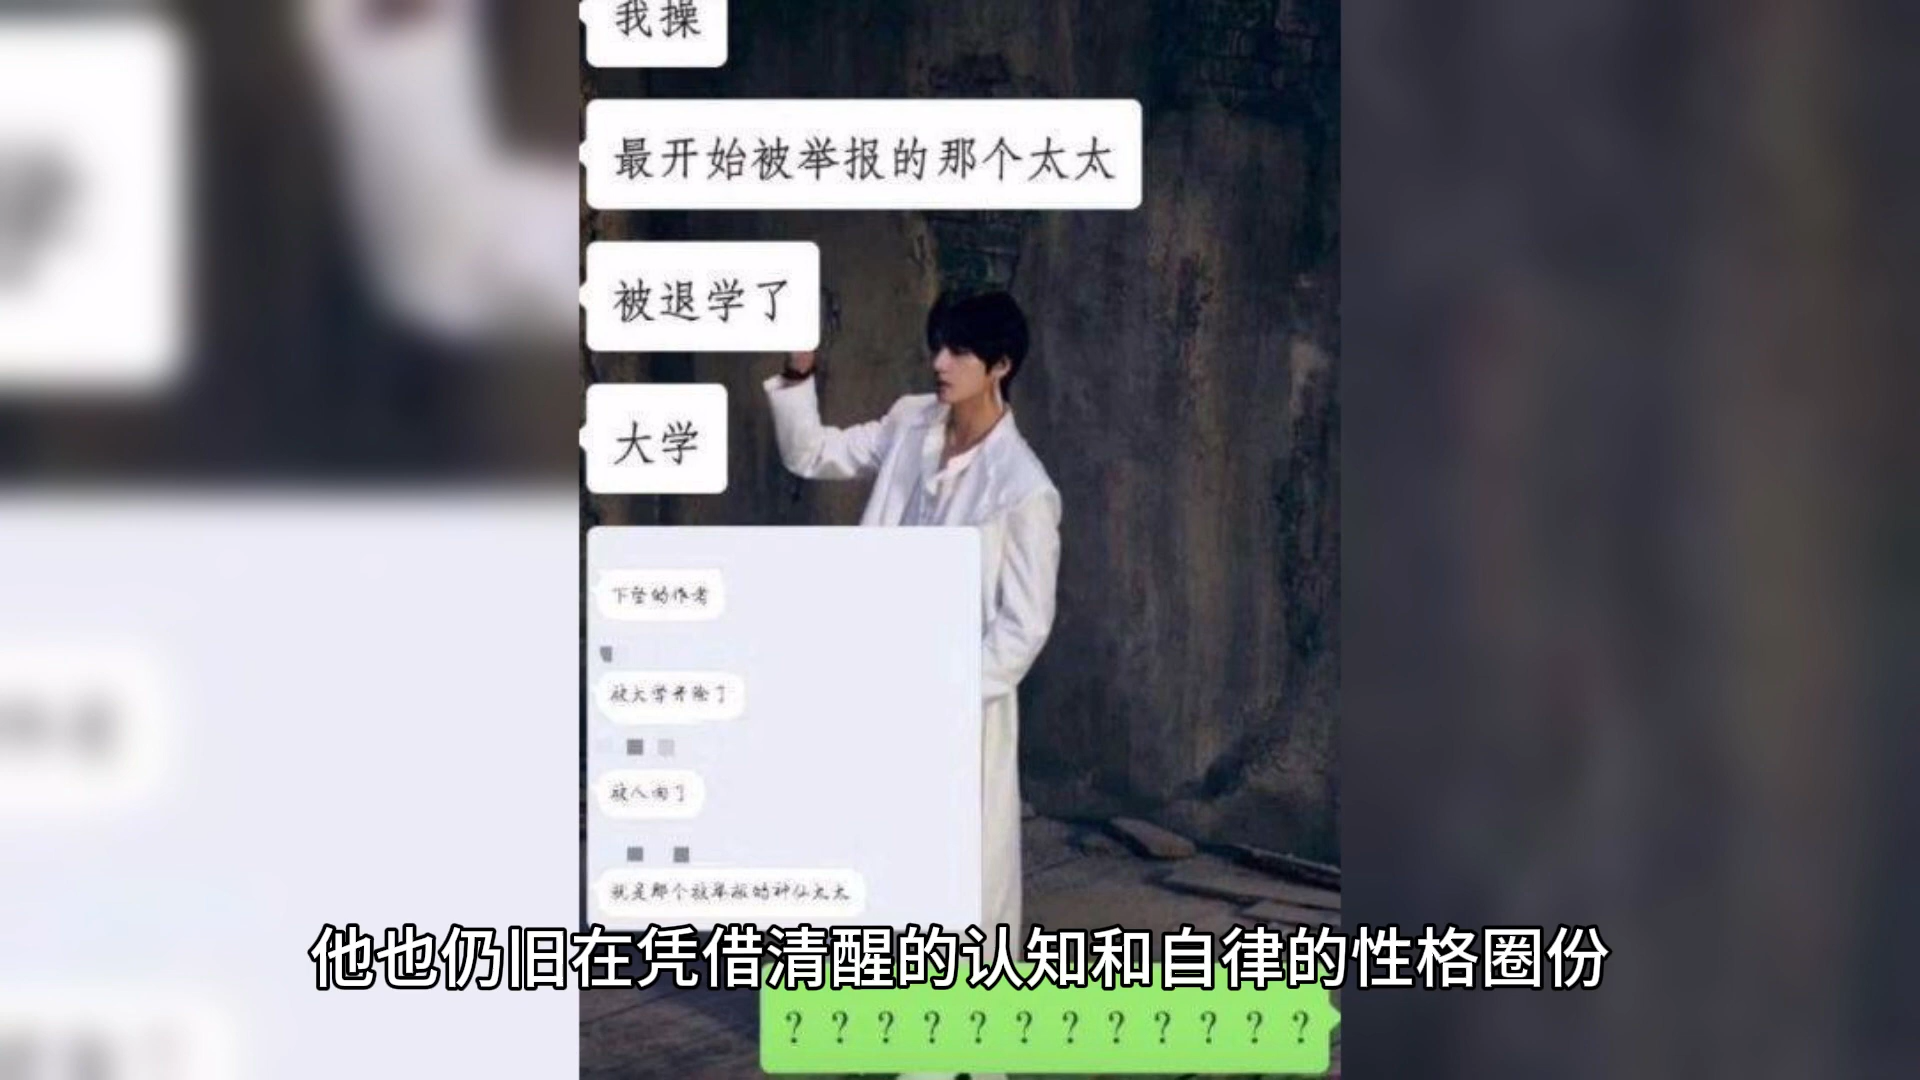 我操
最开始被举报的那个太太
被退学了
大学
下坠的作者
被大学开除了
被人肉了
就是那个被举报的神仙太太
他也仍旧在凭借清醒的认知和自律的性格圈份
？？？？？？？？？？？？